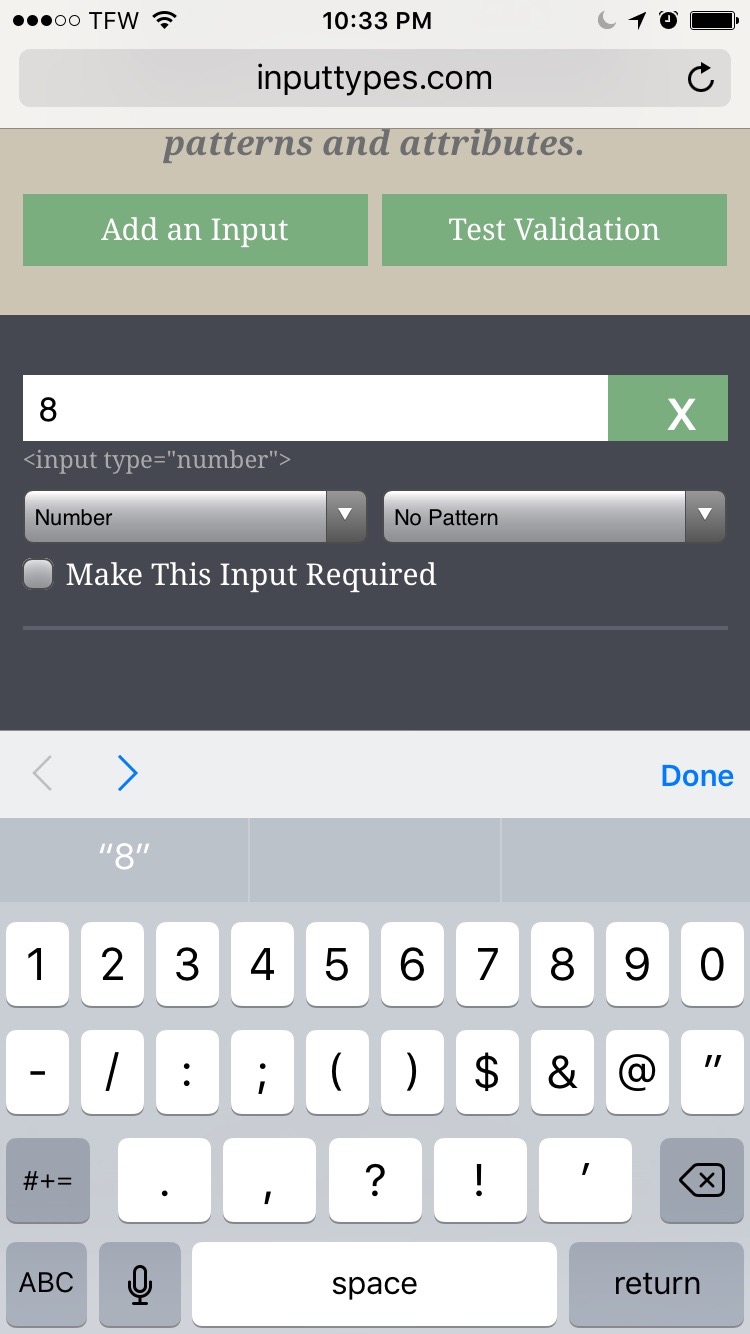 TFW 10:33 PM
inputtypes.com
patterns and attributes.
Add an Input Test Validation
8 X
<input type="number">
Number No Pattern
Make This Input Required
Done
“8”
1 2 3 4 5 6 7 8 9 0
- / : ; ( ) $ & @ ”
#+= . , ? ! ’
ABC space return